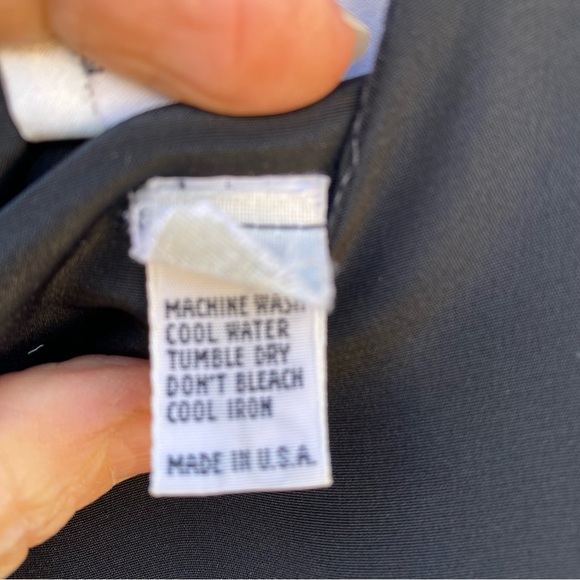 MACHINE WASH
COOL WATER
TUMBLE DRY
DON'T BLEACH
COOL IRON
MADE IN U.S.A.